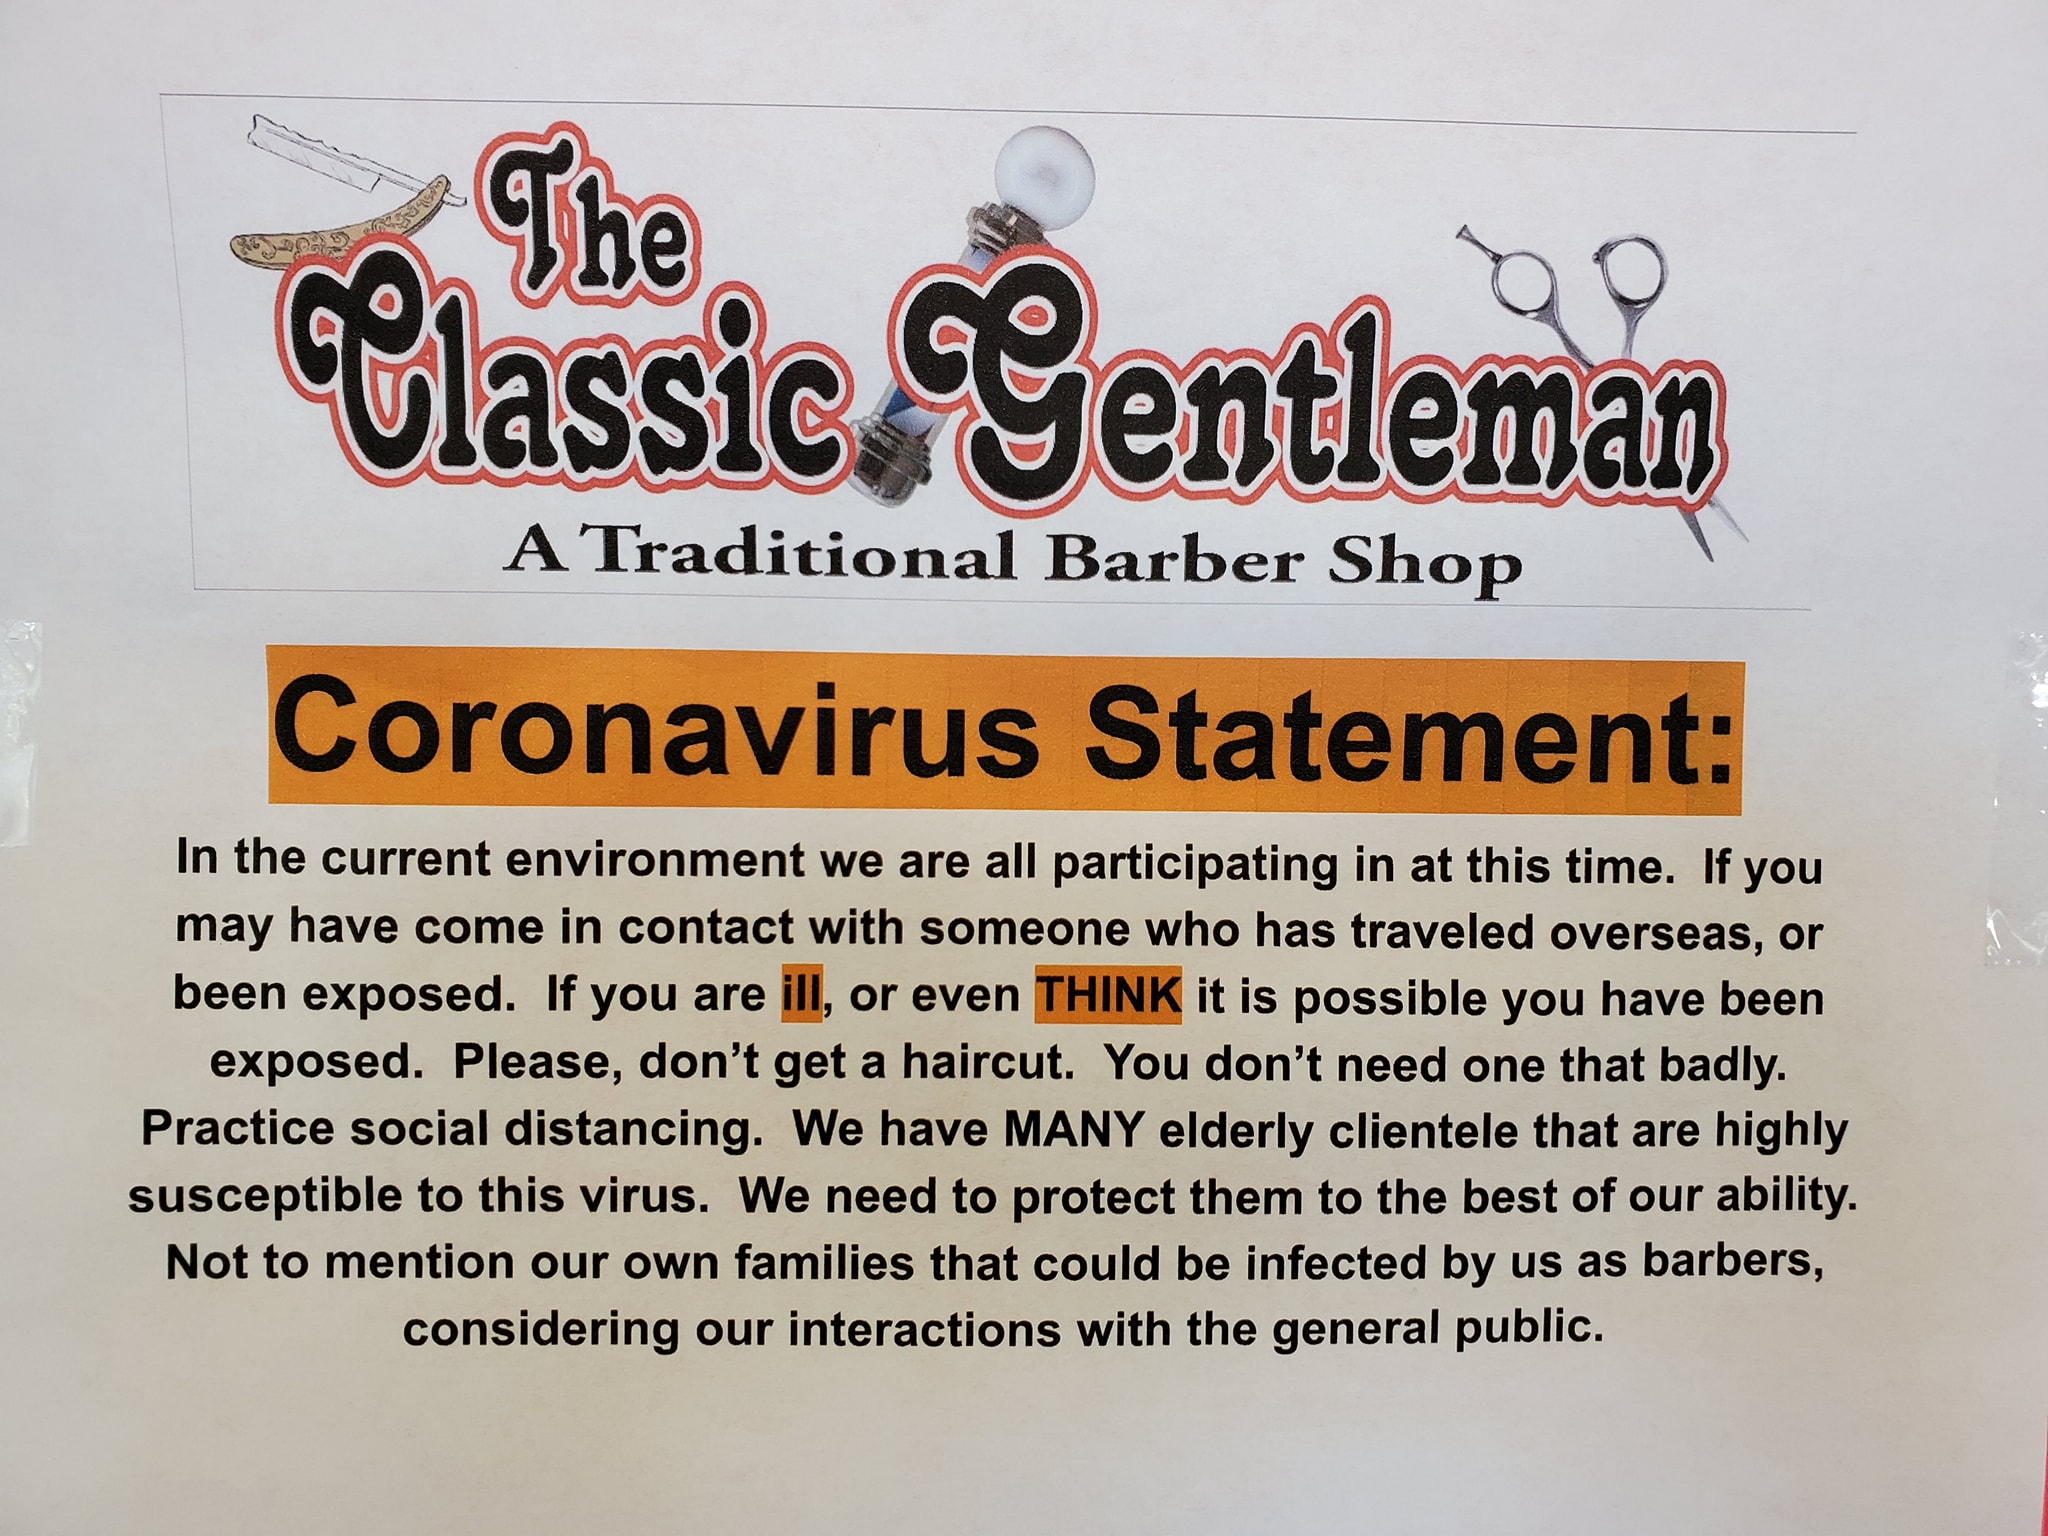 The
Classic Gentleman
A Traditional Barber Shop
Coronavirus Statement:
In the current environment we are all participating in at this time.  If you
may have come in contact with someone who has traveled overseas, or
been exposed.  If you are ill, or even THINK it is possible you have been
exposed.  Please, don’t get a haircut.  You don’t need one that badly.
Practice social distancing.  We have MANY elderly clientele that are highly
susceptible to this virus.  We need to protect them to the best of our ability.
Not to mention our own families that could be infected by us as barbers,
considering our interactions with the general public.